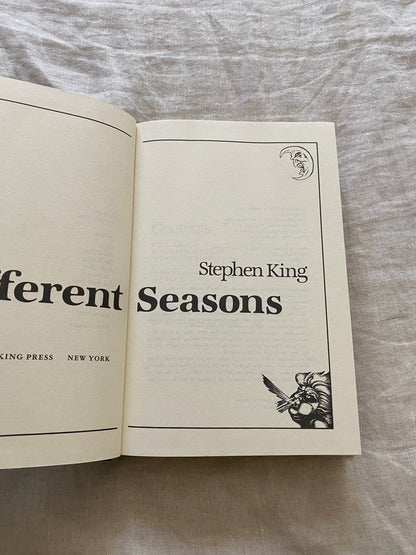 Stephen King
fferent Seasons
KING PRESS NEW YORK